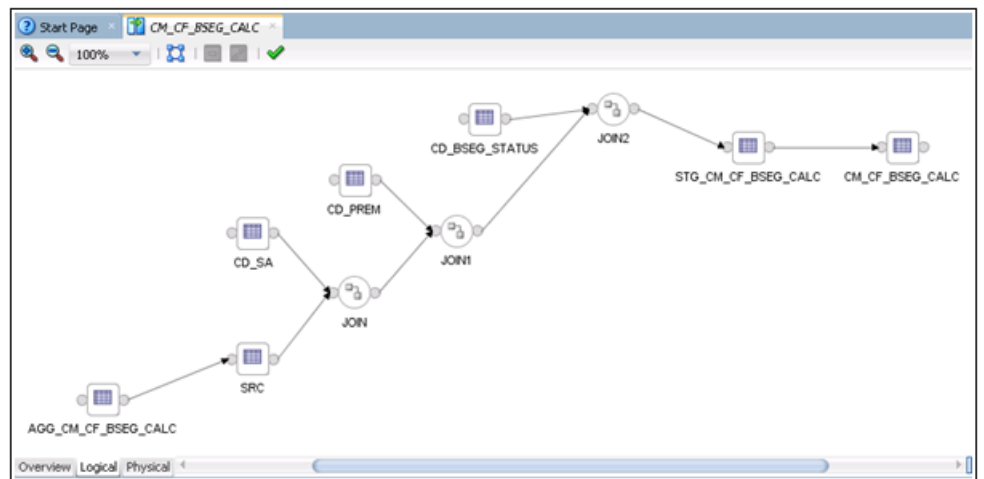 Start Page
CM_CF_BSEG_CALC
100%
CD_BSEG_STATUS
JOIN2
STG_CM_CF_BSEG_CALC
CM_CF_BSEG_CALC
CD_PREM
JOIN1
CD_SA
JOIN
SRC
AGG_CM_CF_BSEG_CALC
Overview Logical Physical